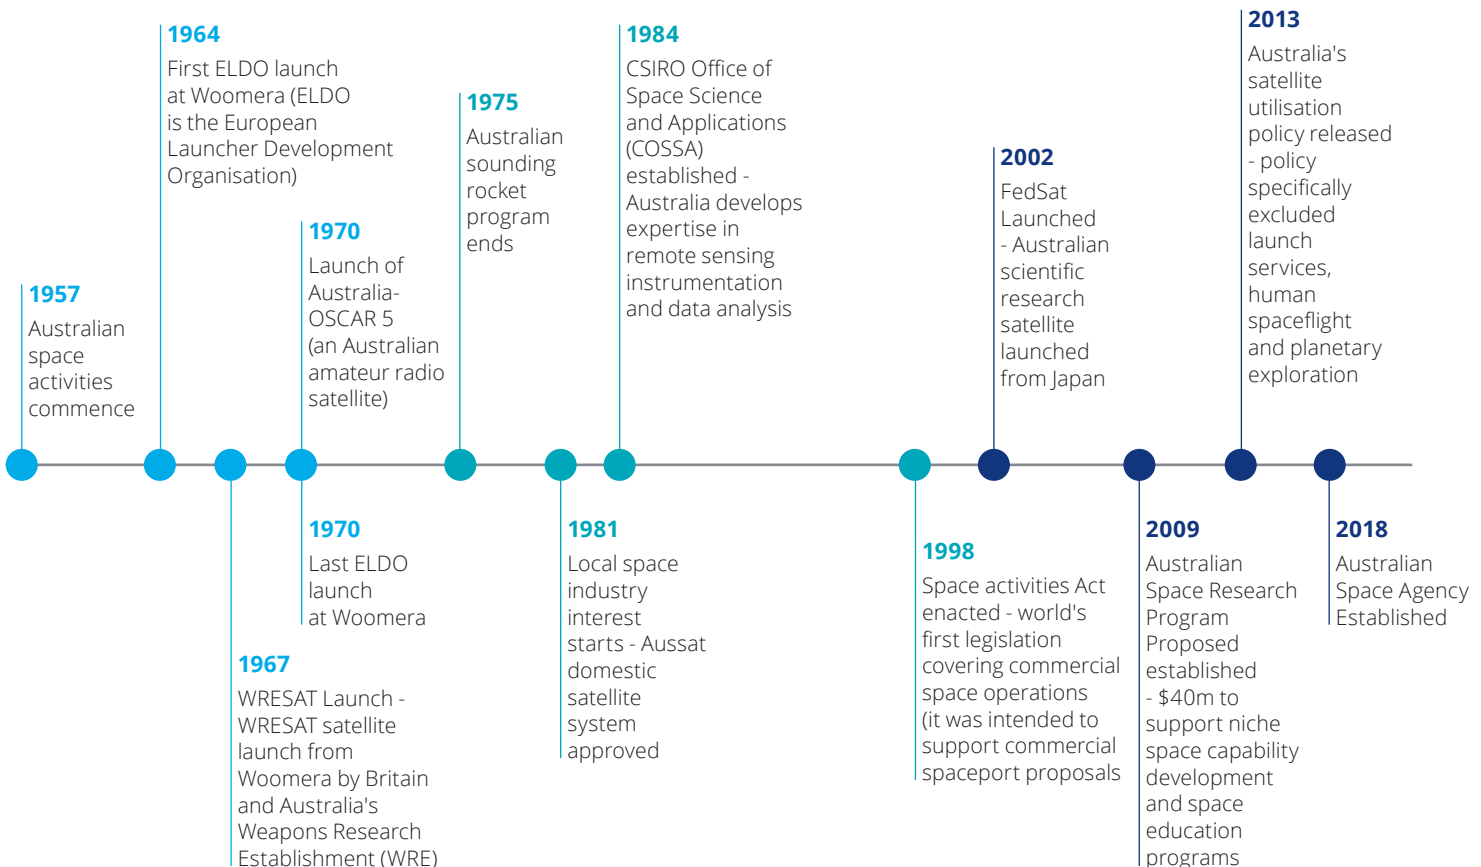 1957
Australian
space
activities
commence
1964
First ELDO launch
at Woomera (ELDO
is the European
Launcher Development
Organisation)
1967
WRESAT Launch -
WRESAT satellite
launch from
Woomera by Britain
and Australia's
Weapons Research
Establishment (WRE)
1970
Launch of
Australia-
OSCAR 5
(an Australian
amateur radio
satellite)
1970
Last ELDO
launch
at Woomera
1975
Australian
sounding
rocket
program
ends
1981
Local space
industry
interest
starts - Aussat
domestic
satellite
system
approved
1984
CSIRO Office of
Space Science
and Applications
(COSSA)
established -
Australia develops
expertise in
remote sensing
instrumentation
and data analysis
1998
Space activities Act
enacted - world's
first legislation
covering commercial
space operations
(it was intended to
support commercial
spaceport proposals
2002
FedSat
Launched
- Australian
scientific
research
satellite
launched
from Japan
2009
Australian
Space Research
Program
Proposed
established
- $40m to
support niche
space capability
development
and space
education
programs
2013
Australia's
satellite
utilisation
policy released
- policy
specifically
excluded
launch
services,
human
spaceflight
and planetary
exploration
2018
Australian
Space Agency
Established